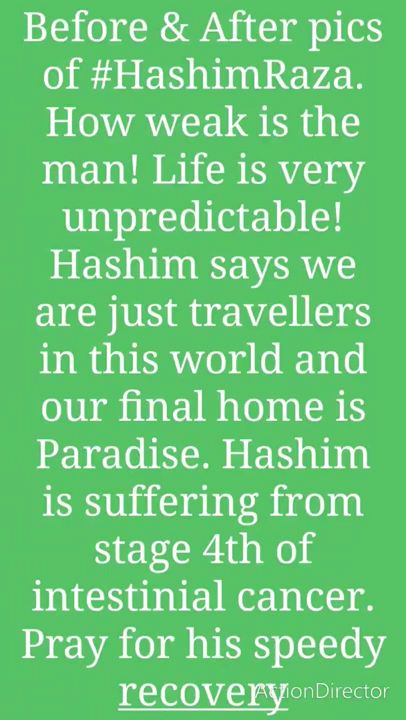 Before & After pics
of #HashimRaza.
How weak is the
man! Life is very
unpredictable!
Hashim says we
are just travellers
in this world and
our final home is
Paradise. Hashim
is suffering from
stage 4th of
intestinial cancer.
Pray for his speedy
recovery
ActionDirector